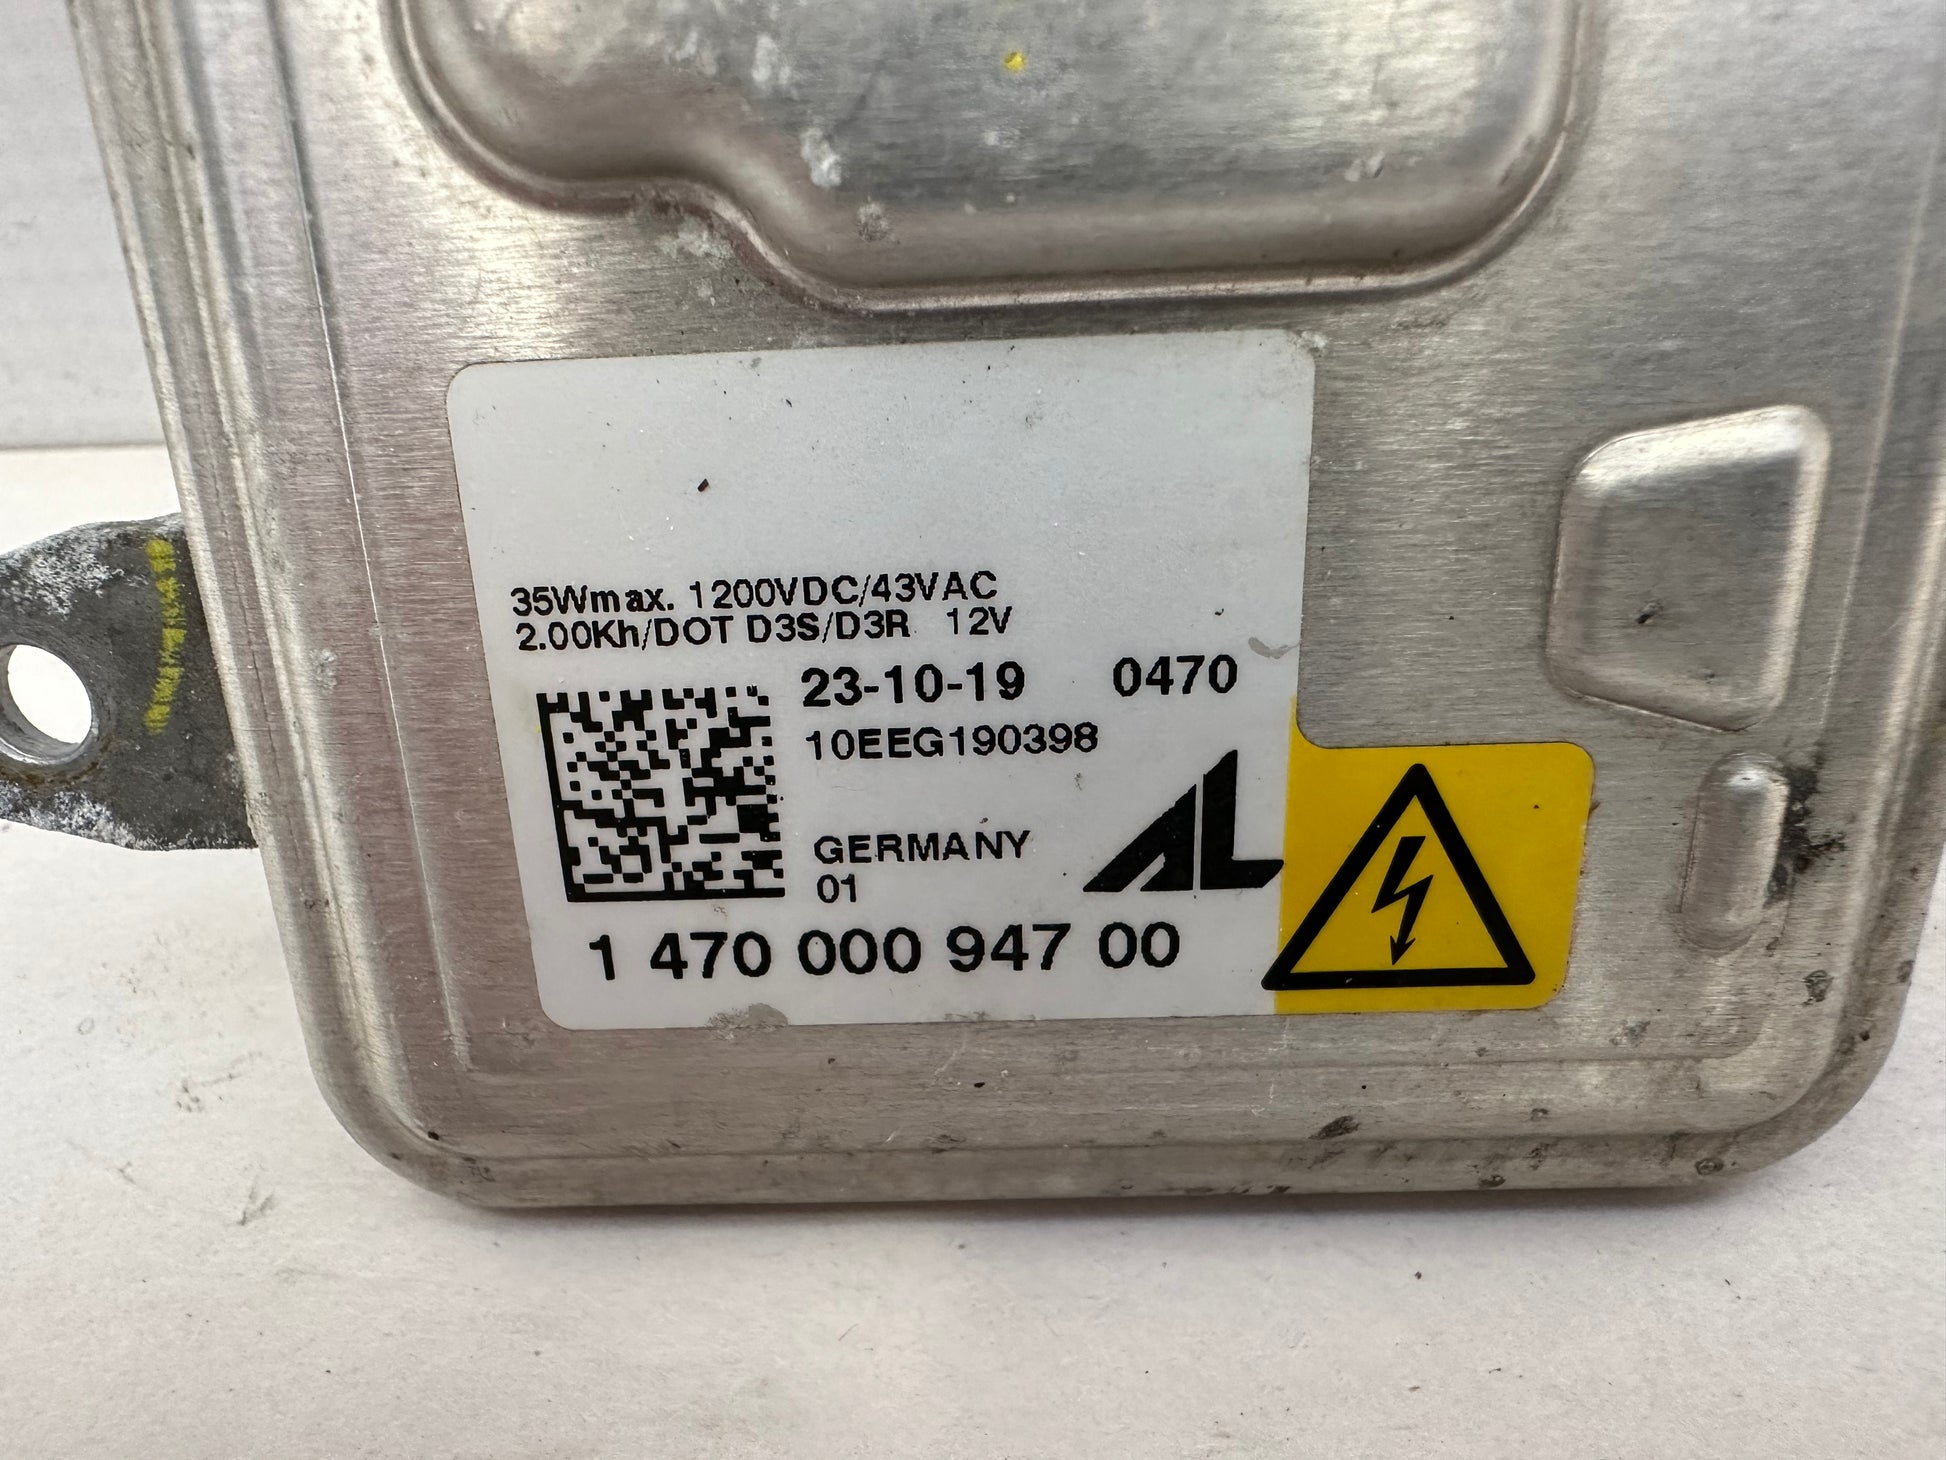 35Wmax. 1200VDC/43VAC
2.00Kh/DOT D3S/D3R 12V
23-10-19 0470
10EEG190398
AL
GERMANY
01
1 470 000 947 00